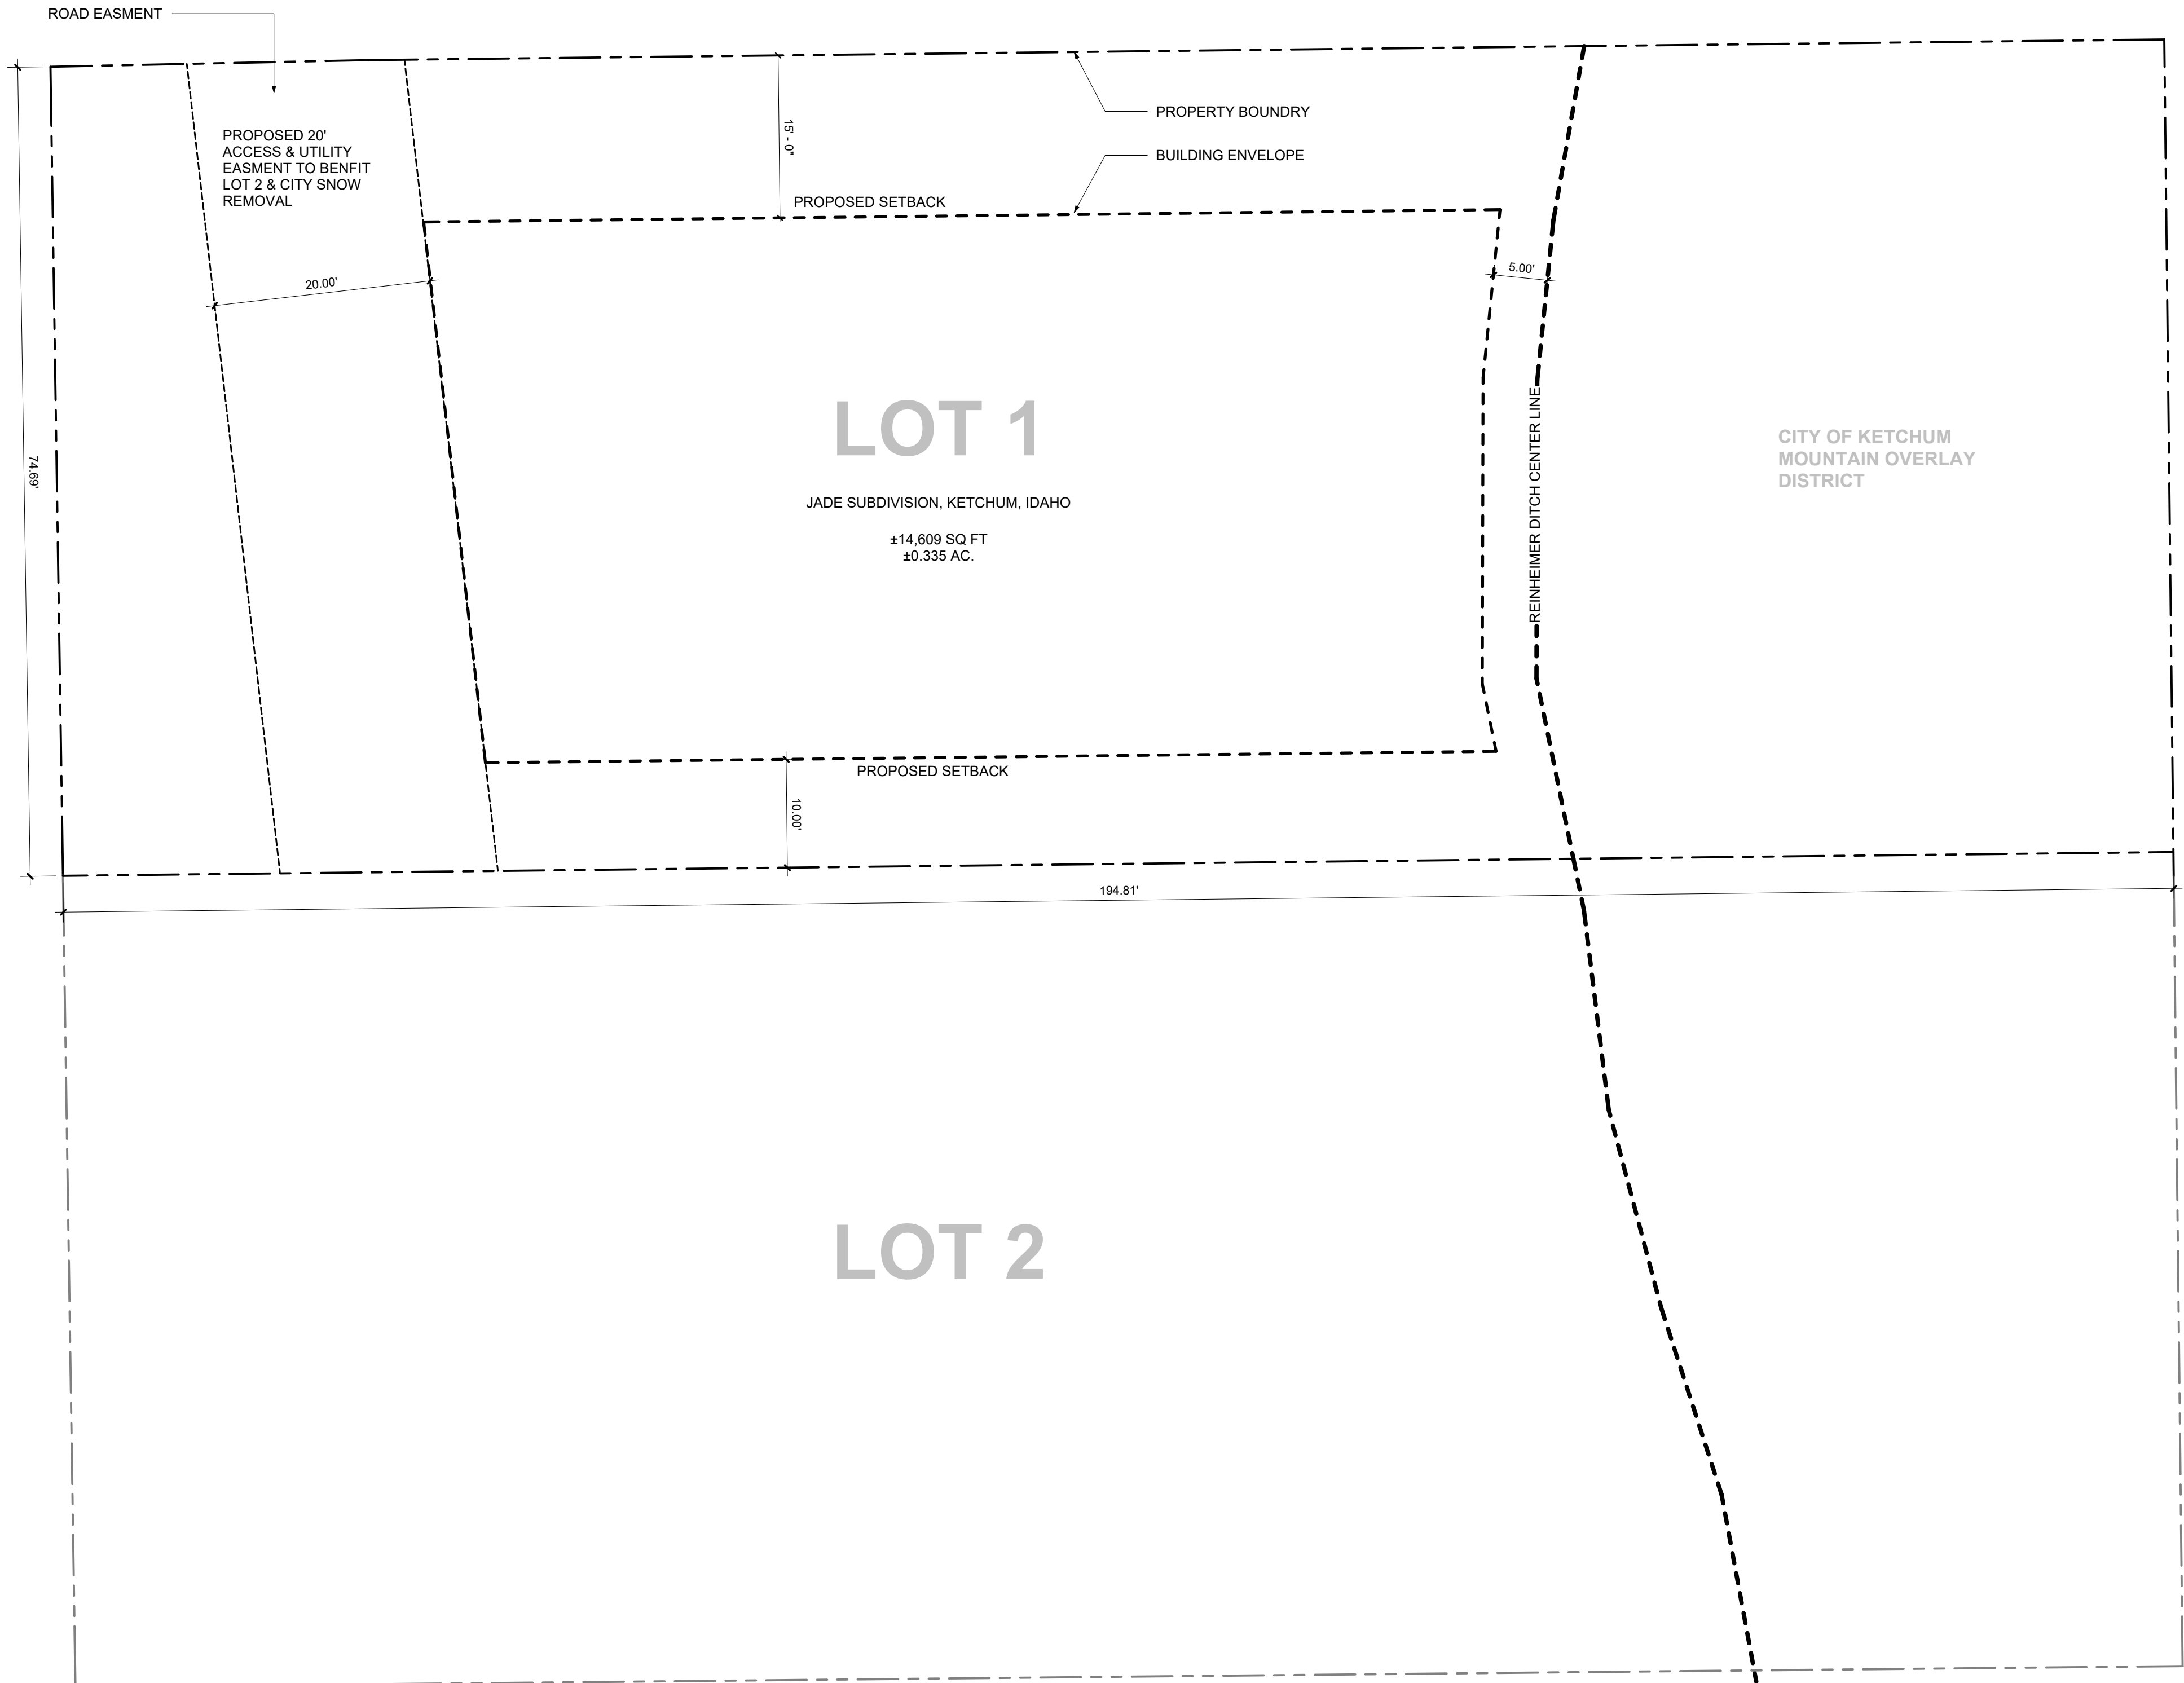 ROAD EASMENT
PROPOSED 20'
ACCESS & UTILITY
EASMENT TO BENFIT
LOT 2 & CITY SNOW
REMOVAL
15' - 0"
PROPERTY BOUNDRY
BUILDING ENVELOPE
PROPOSED SETBACK
20.00'
5.00'
74.69'
LOT 1
JADE SUBDIVISION, KETCHUM, IDAHO
±14,609 SQ FT
±0.335 AC.
REINHEIMER DITCH CENTER LINE
CITY OF KETCHUM
MOUNTAIN OVERLAY
DISTRICT
PROPOSED SETBACK
10.00'
194.81'
LOT 2